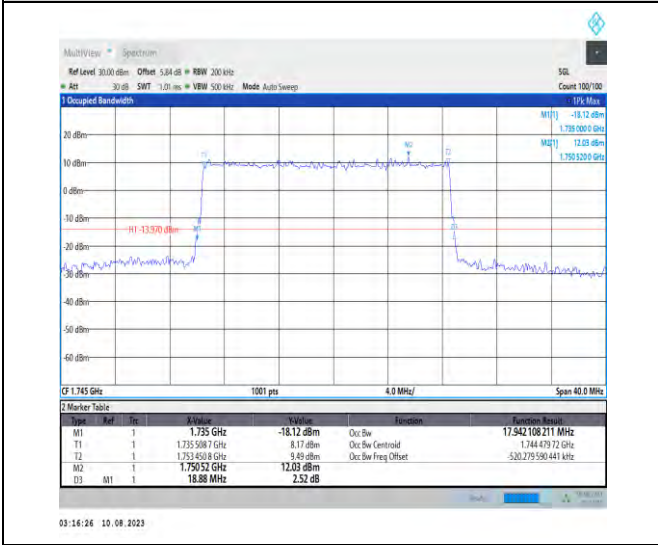 MultiView Spectrum
Ref Level 30.00 dBm Offset 5.84 dB RBW 200 kHz SGL
Att 30 dB SWT 1.01 ms VBW 500 kHz Mode Auto Sweep Count 100/100
1 Occupied Bandwidth 1Pk Max
M1[1] -18.12 dBm
1.735 000 0 GHz
20 dBm
M2[1] 12.03 dBm
1.750 520 0 GHz
M2
T1 T2
10 dBm
0 dBm
-10 dBm
H1 -13.970 dBm M1 D3
-20 dBm
-30 dBm
-40 dBm
-50 dBm
-60 dBm
CF 1.745 GHz 1001 pts 4.0 MHz/ Span 40.0 MHz
2 Marker Table
Type Ref Trc X-Value Y-Value Function Function Result
M1 1 1.735 GHz -18.12 dBm Occ Bw 17.942 108 211 MHz
T1 1 1.735 508 7 GHz 8.17 dBm Occ Bw Centroid 1.744 479 72 GHz
T2 1 1.753 450 8 GHz 9.49 dBm Occ Bw Freq Offset -520.279 590 441 kHz
M2 1 1.750 52 GHz 12.03 dBm
D3 M1 1 18.88 MHz 2.52 dB
03:16:26 10.08.2023